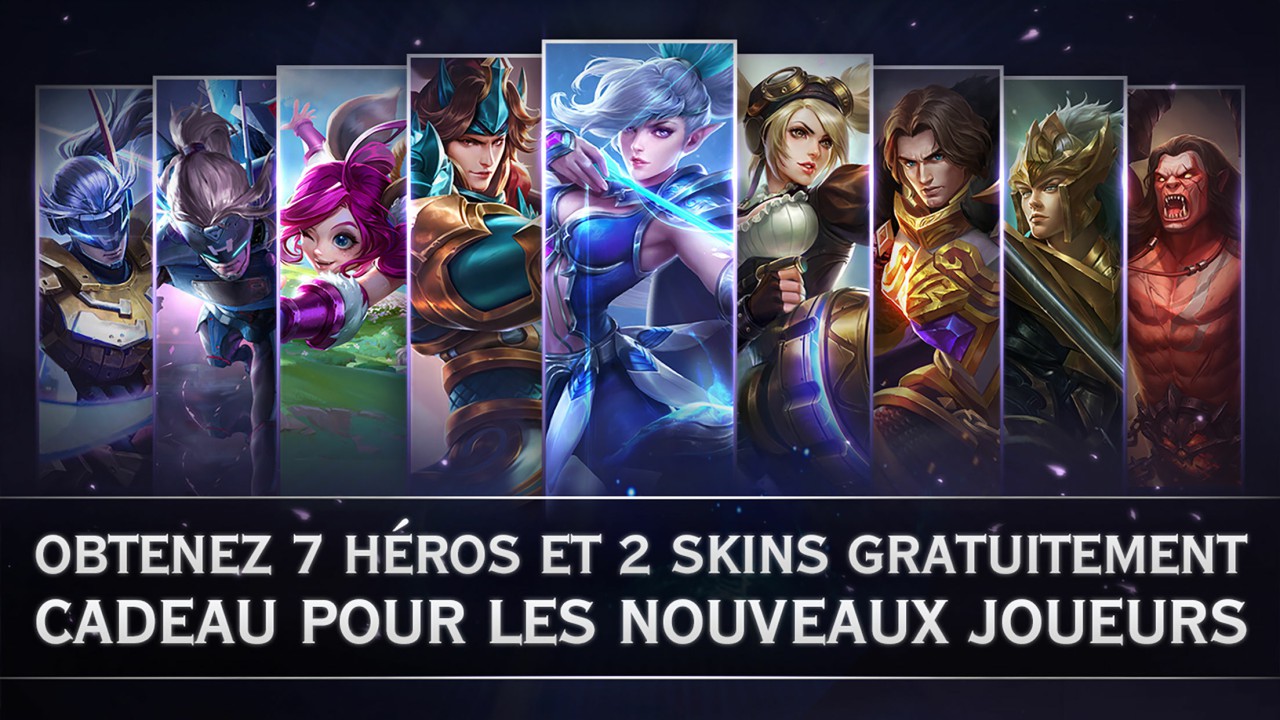 OBTENEZ 7 HÉROS ET 2 SKINS GRATUITEMENT
CADEAU POUR LES NOUVEAUX JOUEURS